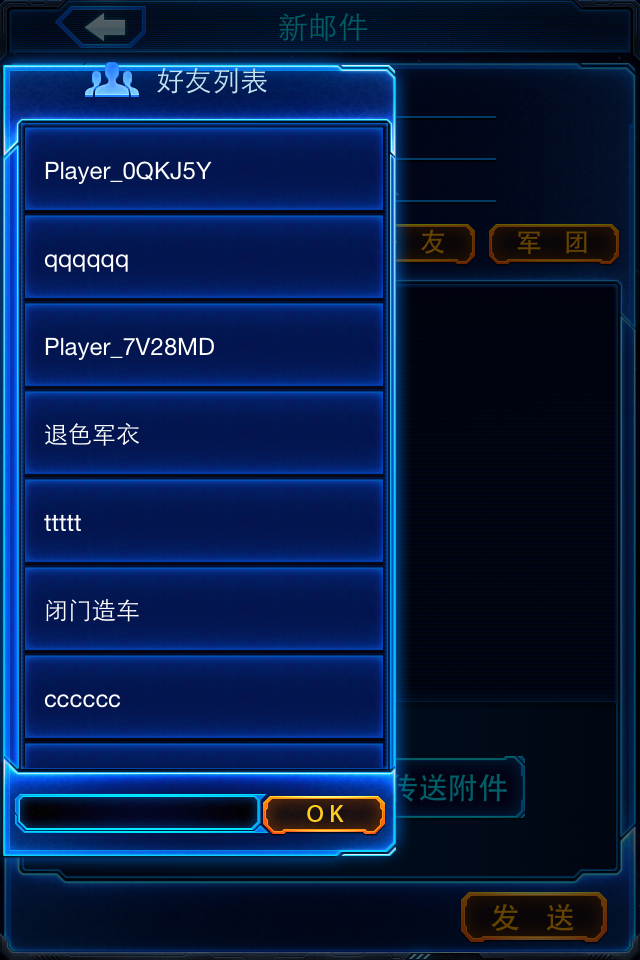 新邮件
好友列表
Player_0QKJ5Y
qqqqqq
友
军 团
Player_7V28MD
退色军衣
ttttt
闭门造车
cccccc
传送附件
OK
发 送